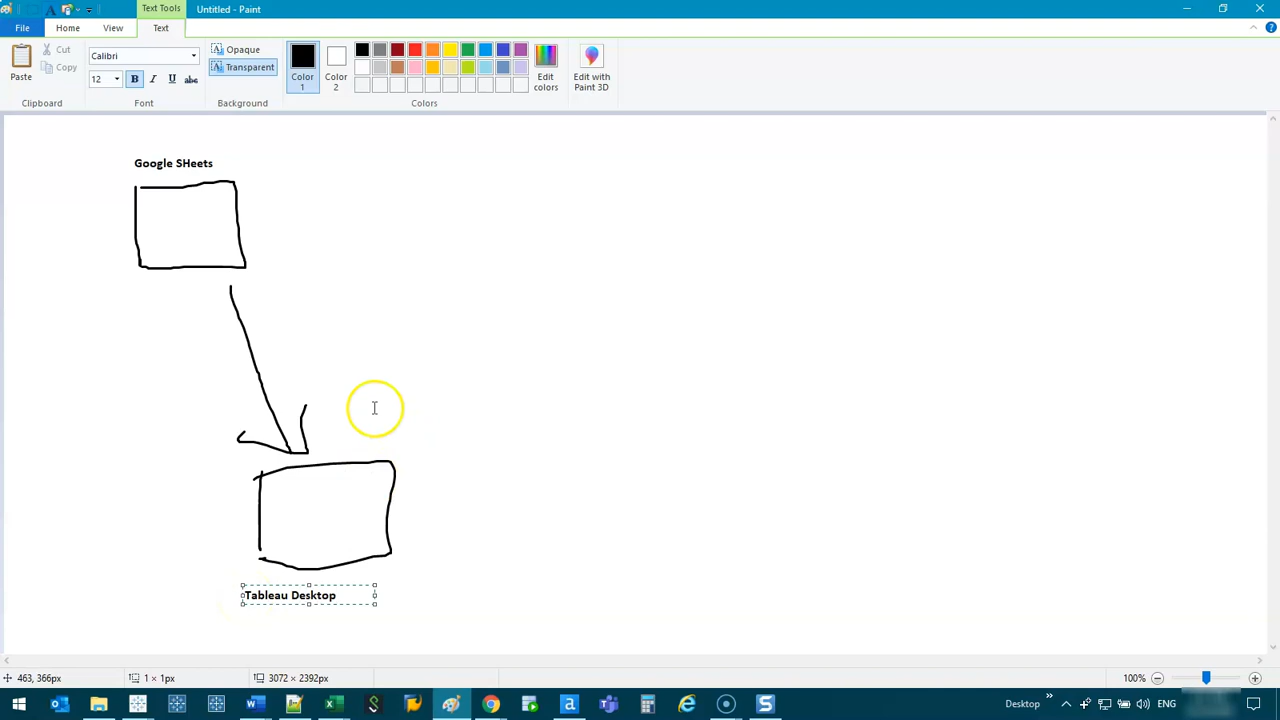 Text Tools
Untitled - Paint
File
Home
View
Text
Paste
Cut
Copy
Clipboard
Calibri
12
B
I
U
abc
Font
Opaque
Transparent
Background
Color
1
Color
2
Edit
colors
Colors
Edit with
Paint 3D
Google SHeets
Tableau Desktop
463, 366px
1 × 1px
3072 × 2392px
100%
Desktop
ENG